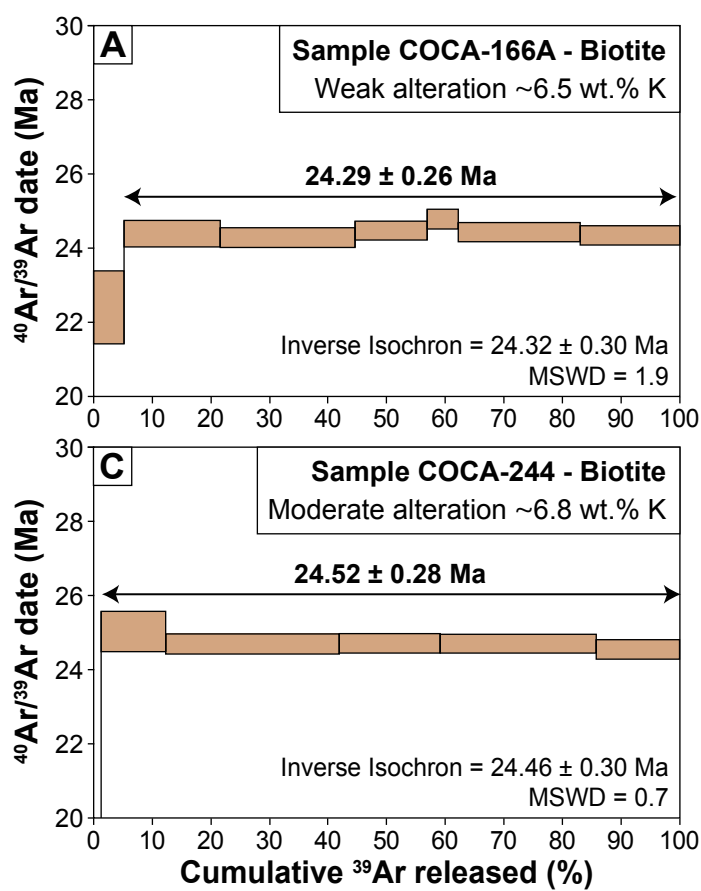 A
Sample COCA-166A - Biotite
Weak alteration ~6.5 wt.% K
24.29 ± 0.26 Ma
Inverse Isochron = 24.32 ± 0.30 Ma
MSWD = 1.9
⁴⁰Ar/³⁹Ar date (Ma)
30
28
26
24
22
20
0 10 20 30 40 50 60 70 80 90 100
C
Sample COCA-244 - Biotite
Moderate alteration ~6.8 wt.% K
24.52 ± 0.28 Ma
Inverse Isochron = 24.46 ± 0.30 Ma
MSWD = 0.7
⁴⁰Ar/³⁹Ar date (Ma)
30
28
26
24
22
20
0 10 20 30 40 50 60 70 80 90 100
Cumulative ³⁹Ar released (%)